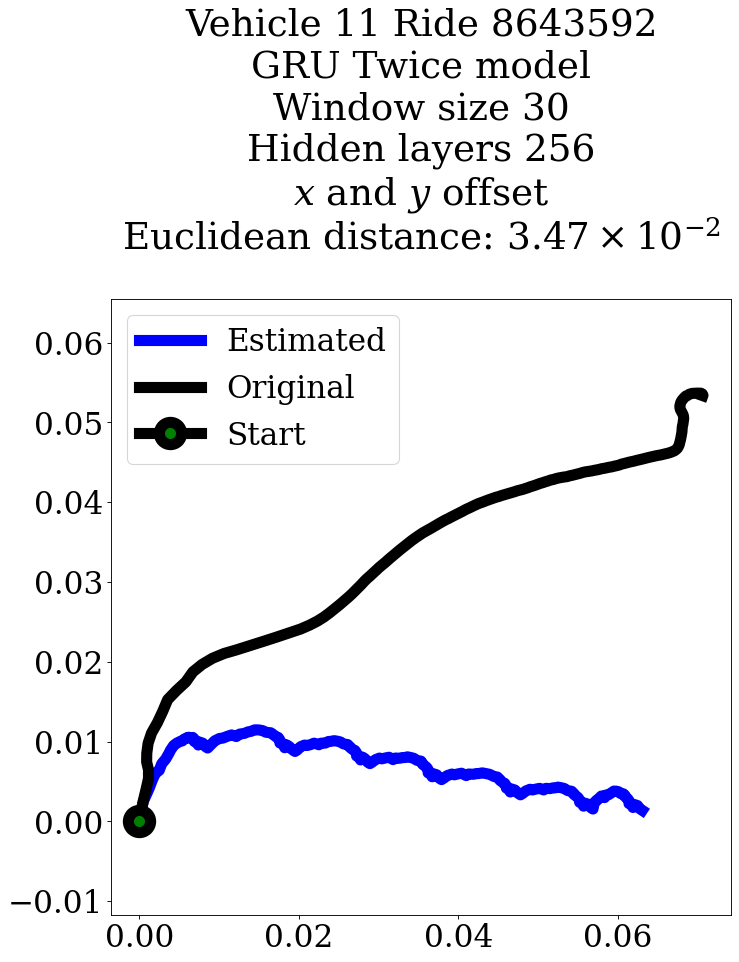 Vehicle 11 Ride 8643592
GRU Twice model
Window size 30
Hidden layers 256
x and y offset
Euclidean distance: 3.47 × 10⁻²
Estimated
Original
Start
0.06
0.05
0.04
0.03
0.02
0.01
0.00
−0.01
0.00 0.02 0.04 0.06